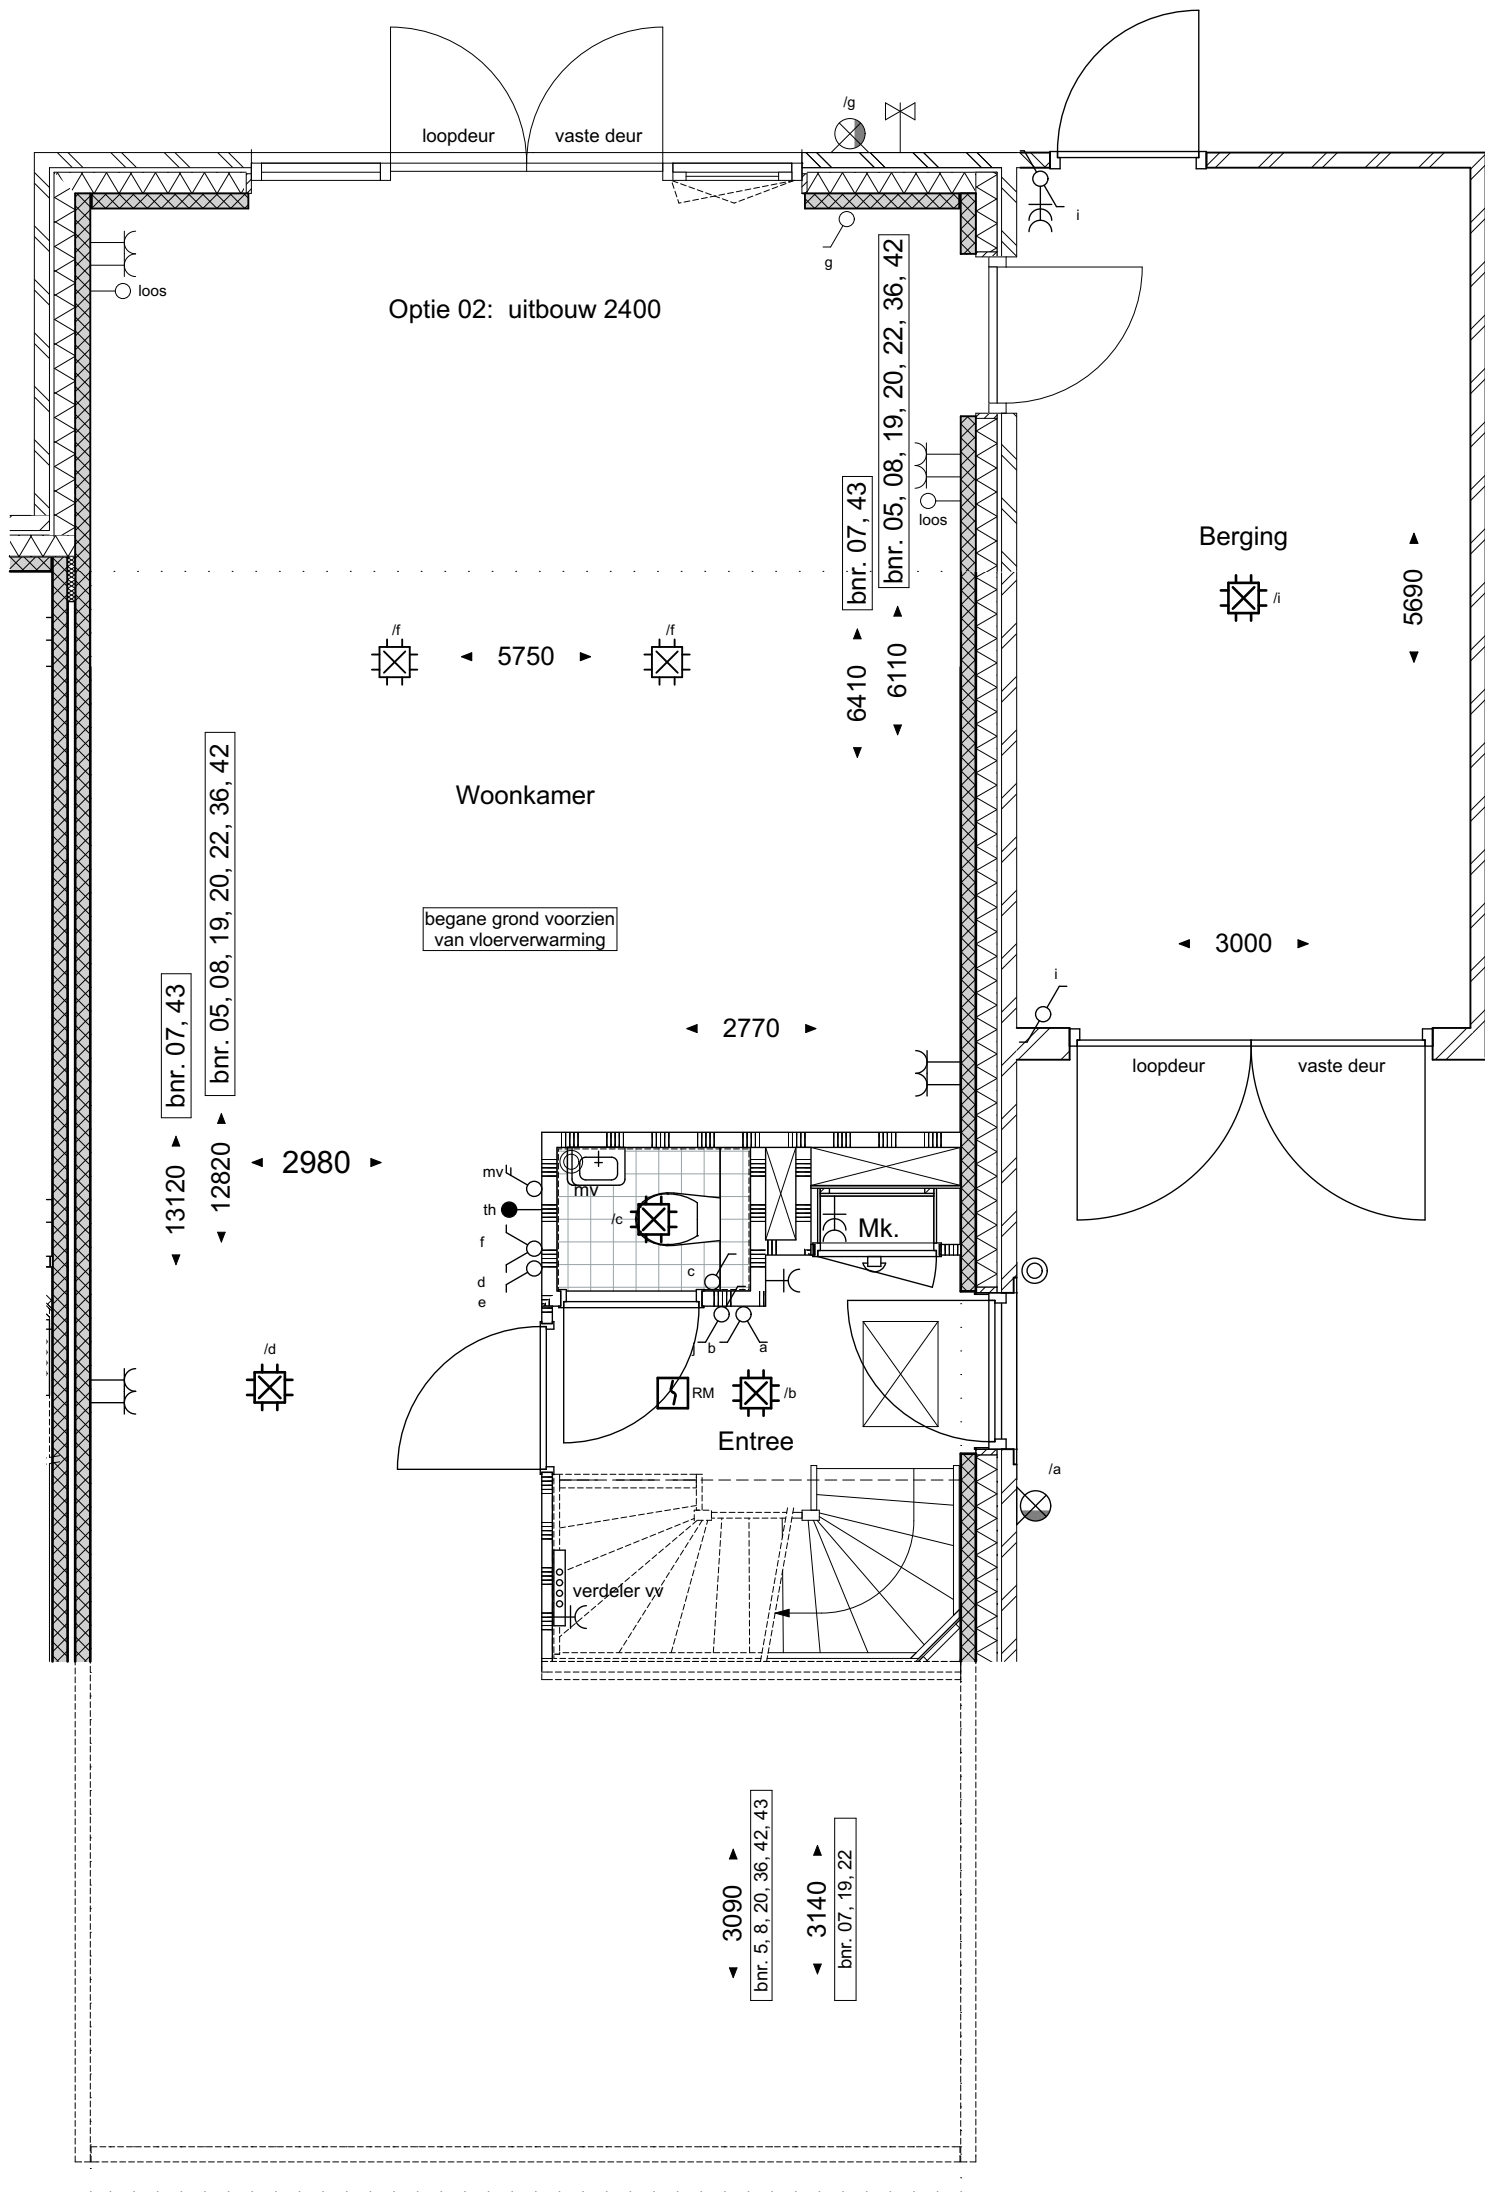 /g
loopdeur
vaste deur
i
g
loos
Optie 02: uitbouw 2400
bnr. 05, 08, 19, 20, 22, 36, 42
6110
bnr. 07, 43
6410
loos
Berging
/i
5690
/f
5750
/f
Woonkamer
bnr. 05, 08, 19, 20, 22, 36, 42
12820
bnr. 07, 43
13120
begane grond voorzien
van vloerverwarming
3000
i
2770
loopdeur
vaste deur
2980
mv
mv
th
/c
Mk.
f
d
e
c
j
b
a
/d
RM
/b
Entree
/a
verdeler vv
3090
bnr. 5, 8, 20, 36, 42, 43
3140
bnr. 07, 19, 22